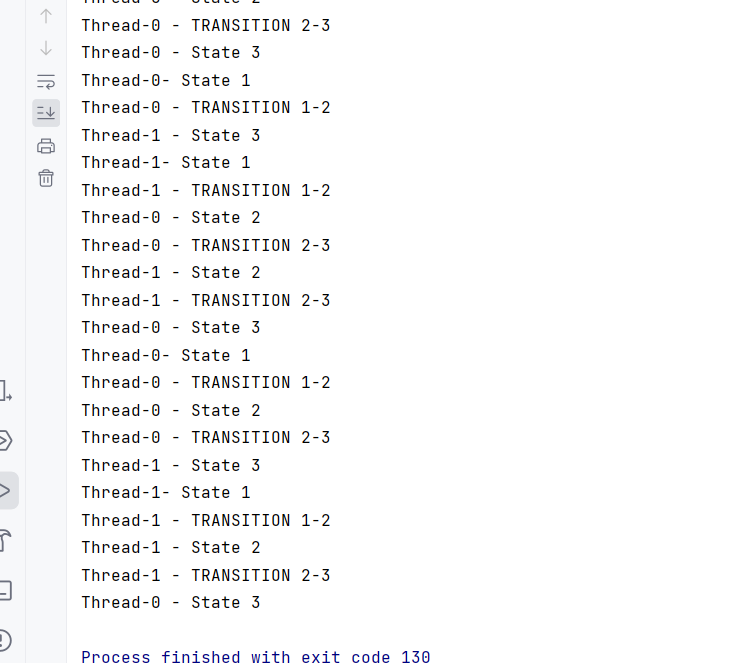 Thread-0 - State 2
Thread-0 - TRANSITION 2-3
Thread-0 - State 3
Thread-0- State 1
Thread-0 - TRANSITION 1-2
Thread-1 - State 3
Thread-1- State 1
Thread-1 - TRANSITION 1-2
Thread-0 - State 2
Thread-0 - TRANSITION 2-3
Thread-1 - State 2
Thread-1 - TRANSITION 2-3
Thread-0 - State 3
Thread-0- State 1
Thread-0 - TRANSITION 1-2
Thread-0 - State 2
Thread-0 - TRANSITION 2-3
Thread-1 - State 3
Thread-1- State 1
Thread-1 - TRANSITION 1-2
Thread-1 - State 2
Thread-1 - TRANSITION 2-3
Thread-0 - State 3
Process finished with exit code 130